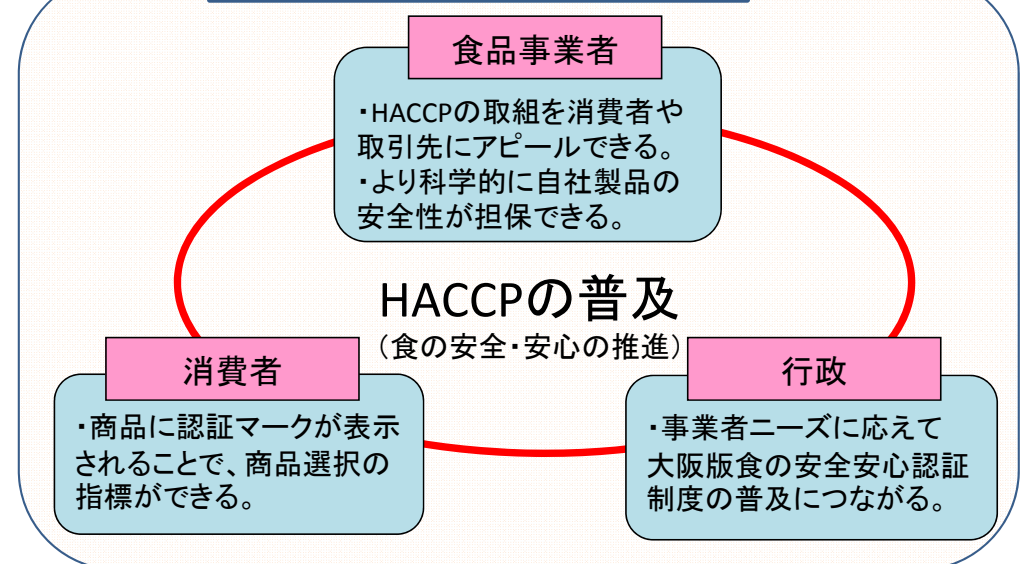 食品事業者
・HACCPの取組を消費者や
取引先にアピールできる。
・より科学的に自社製品の
安全性が担保できる。
HACCPの普及
（食の安全・安心の推進）
消費者
・商品に認証マークが表示
されることで、商品選択の
指標ができる。
行政
・事業者ニーズに応えて
大阪版食の安全安心認証
制度の普及につながる。